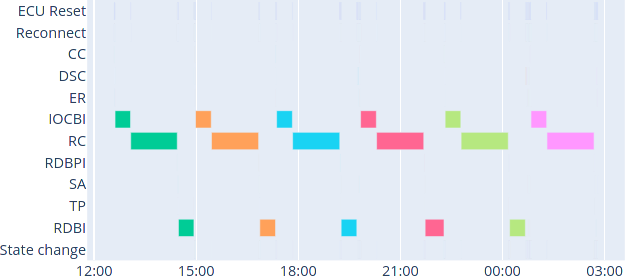 ECU Reset
Reconnect
CC
DSC
ER
IOCBI
RC
RDBPI
SA
TP
RDBI
State change
12:00 15:00 18:00 21:00 00:00 03:00